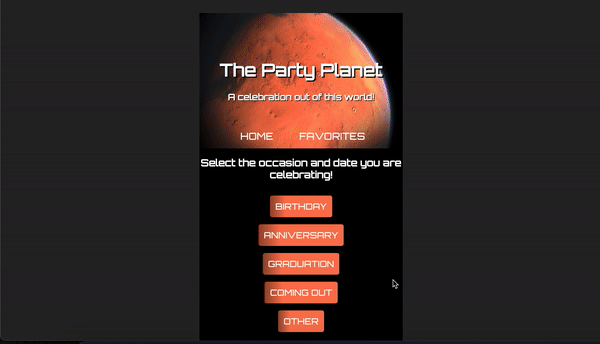 The Party Planet
A celebration out of this world!
HOME FAVORITES
Select the occasion and date you are
celebrating!
BIRTHDAY
ANNIVERSARY
GRADUATION
COMING OUT
OTHER